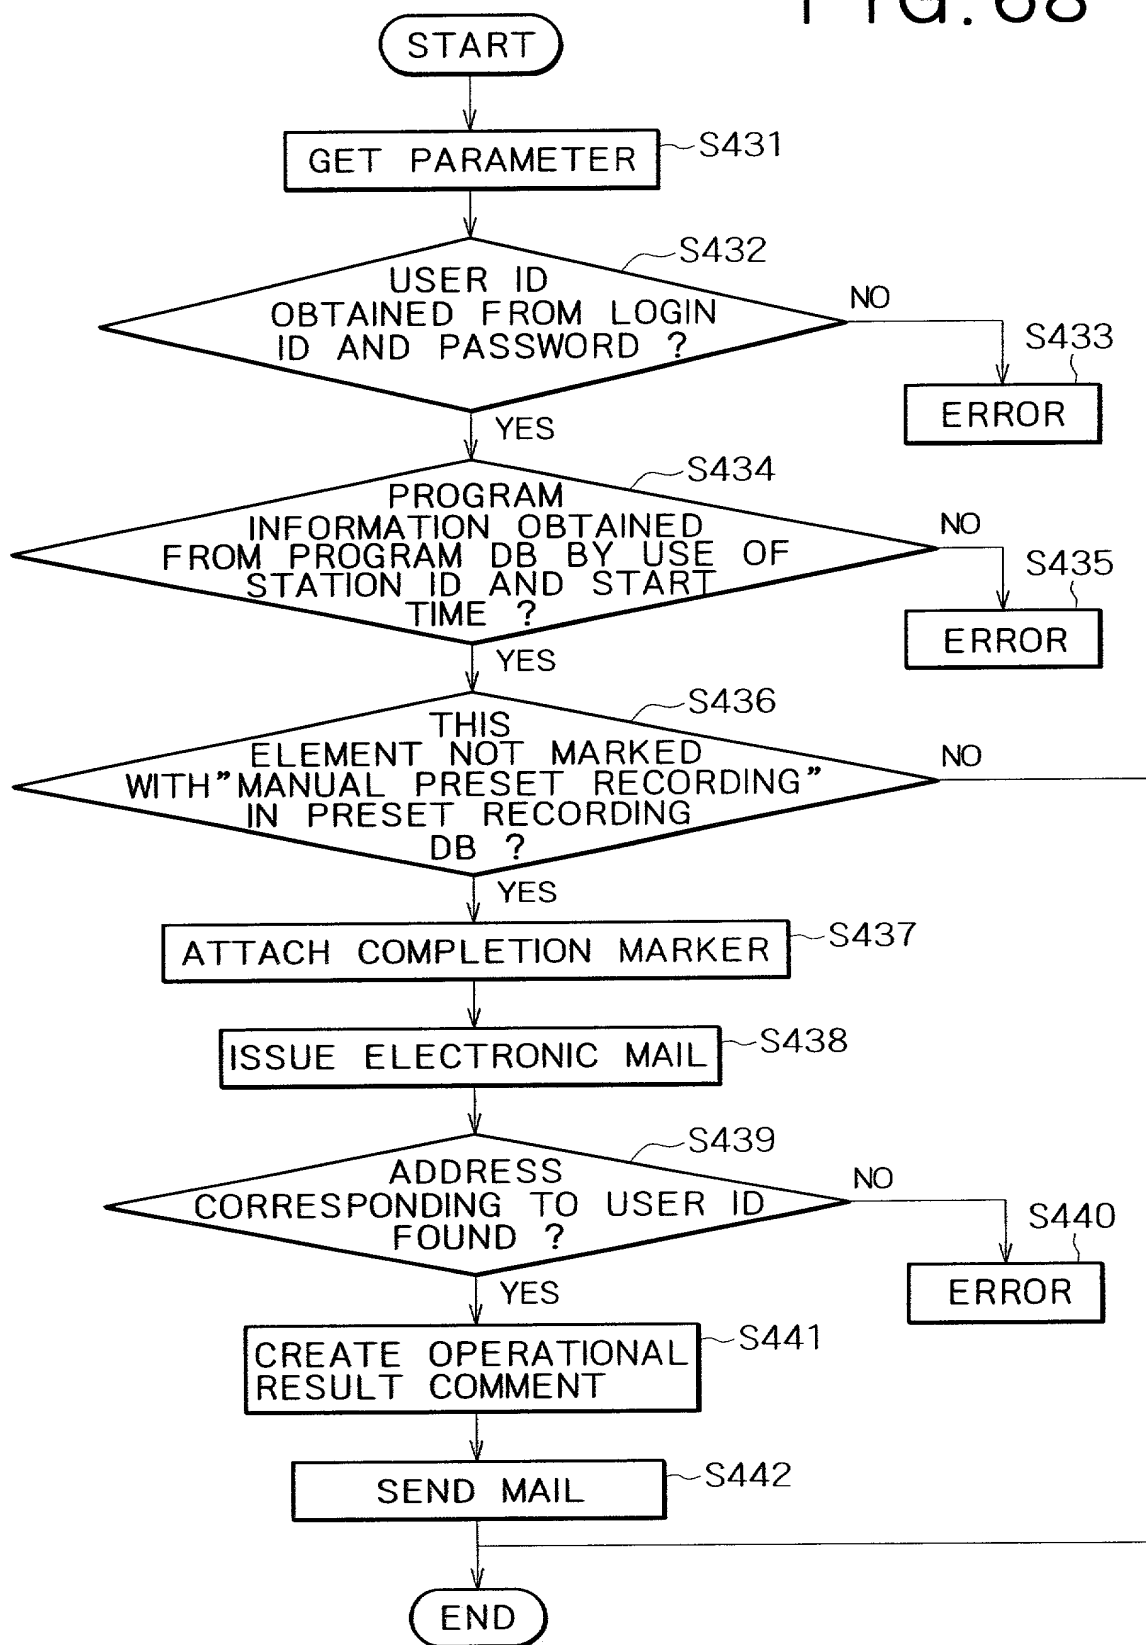 FIG. 68
START
GET PARAMETER
S431
S432
USER ID
OBTAINED FROM LOGIN
ID AND PASSWORD ?
NO
S433
ERROR
YES
S434
PROGRAM
INFORMATION OBTAINED
FROM PROGRAM DB BY USE OF
STATION ID AND START
TIME ?
NO
S435
ERROR
YES
S436
THIS
ELEMENT NOT MARKED
WITH"MANUAL PRESET RECORDING"
IN PRESET RECORDING
DB ?
NO
YES
ATTACH COMPLETION MARKER
S437
ISSUE ELECTRONIC MAIL
S438
S439
ADDRESS
CORRESPONDING TO USER ID
FOUND ?
NO
S440
ERROR
YES
CREATE OPERATIONAL
RESULT COMMENT
S441
SEND MAIL
S442
END